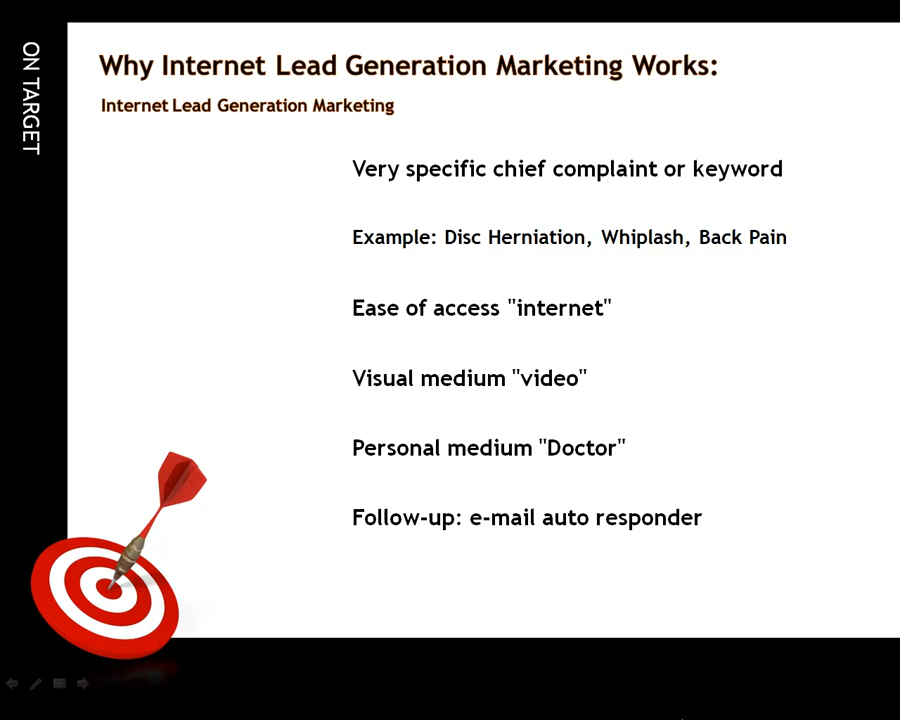 ON TARGET
Why Internet Lead Generation Marketing Works:
Internet Lead Generation Marketing
Very specific chief complaint or keyword
Example: Disc Herniation, Whiplash, Back Pain
Ease of access "internet"
Visual medium "video"
Personal medium "Doctor"
Follow-up: e-mail auto responder